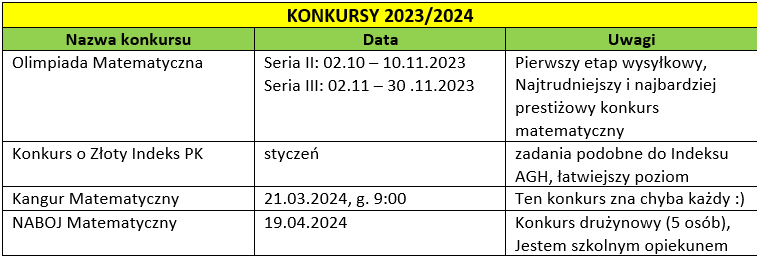 KONKURSY 2023/2024
Nazwa konkursu Data Uwagi
Olimpiada Matematyczna Seria II: 02.10 – 10.11.2023 Pierwszy etap wysyłkowy,
Seria III: 02.11 – 30 .11.2023 Najtrudniejszy i najbardziej
prestiżowy konkurs
matematyczny
Konkurs o Złoty Indeks PK styczeń zadania podobne do Indeksu
AGH, łatwiejszy poziom
Kangur Matematyczny 21.03.2024, g. 9:00 Ten konkurs zna chyba każdy :)
NABOJ Matematyczny 19.04.2024 Konkurs drużynowy (5 osób),
Jestem szkolnym opiekunem